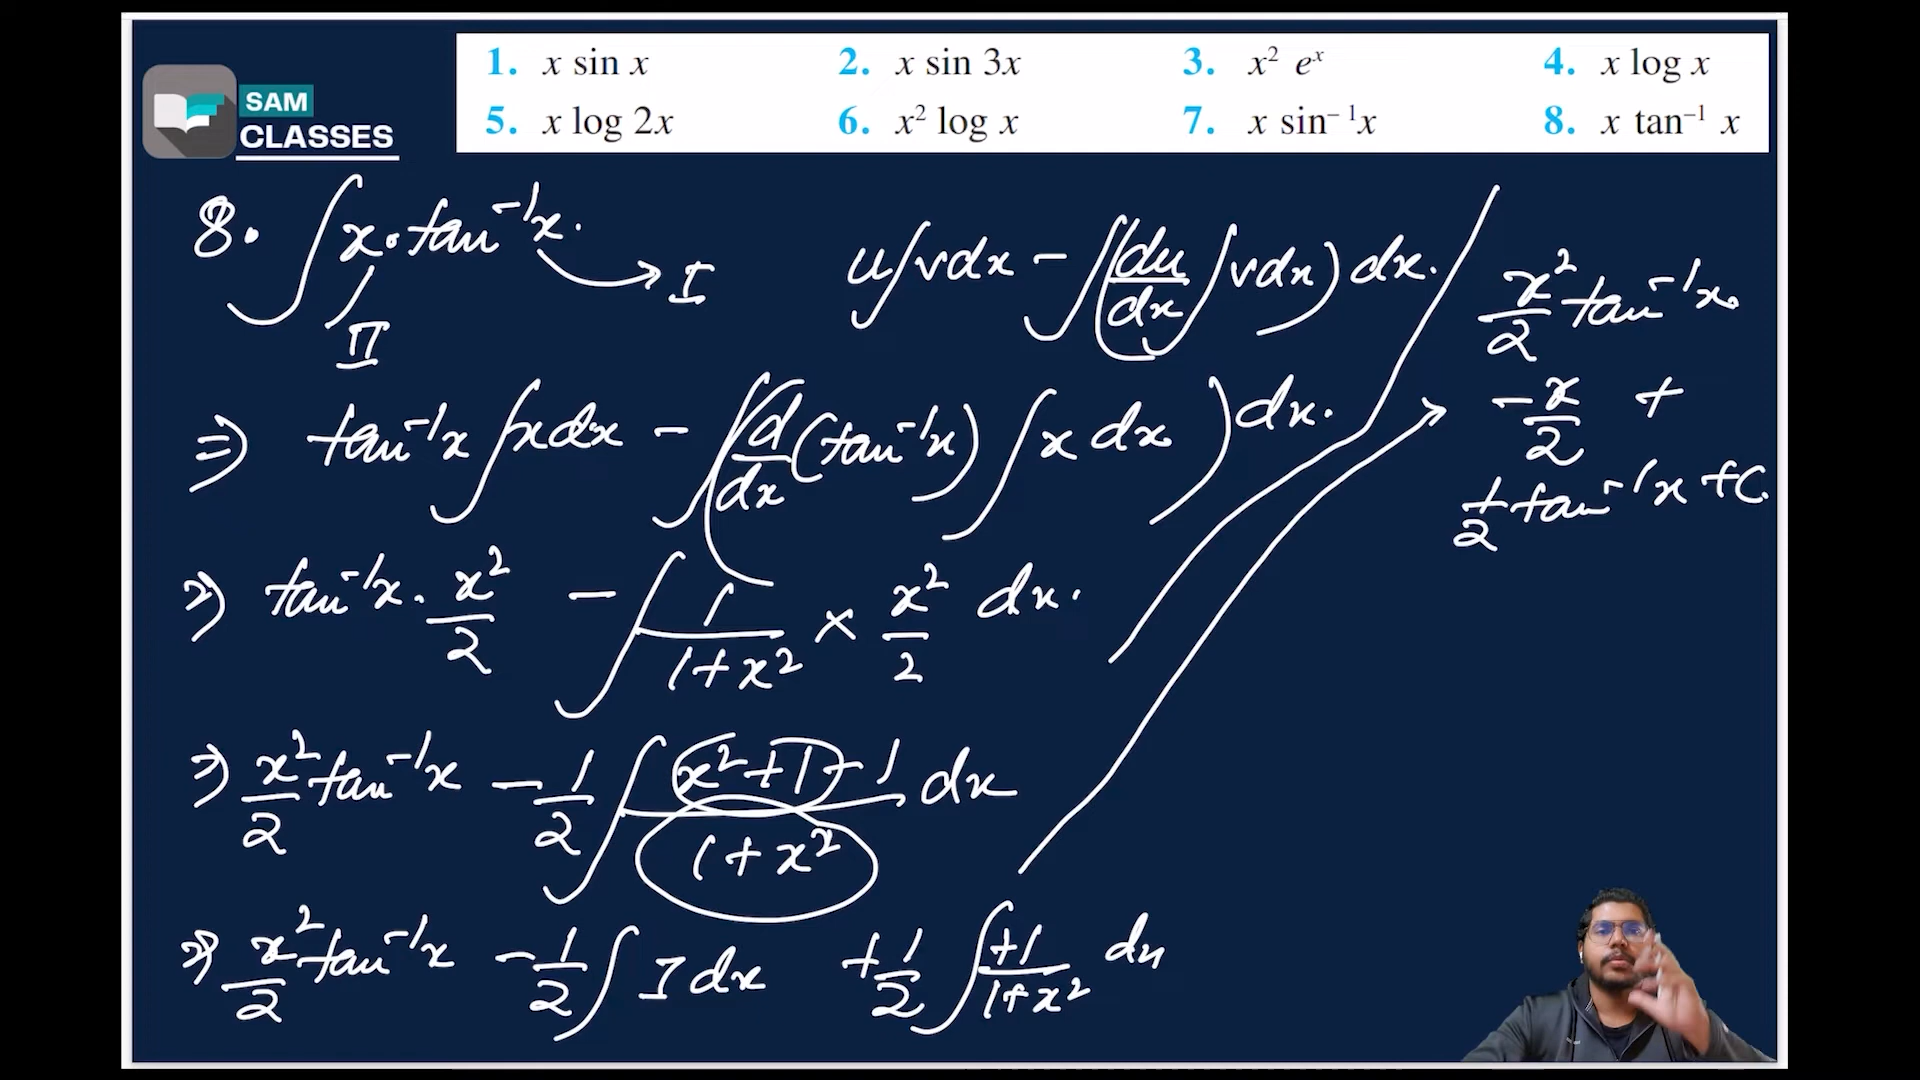 SAM
CLASSES
1. x sin x 2. x sin 3x 3. x² eˣ 4. x log x
5. x log 2x 6. x² log x 7. x sin⁻¹x 8. x tan⁻¹ x
8. ∫ x · tan⁻¹x.
II → I
u∫vdx − ∫(du/dx ∫vdx) dx.
⇒ tan⁻¹x ∫xdx − ∫(d/dx (tan⁻¹x) ∫x dx) dx.
⇒ tan⁻¹x . x²/2 − ∫ 1/(1+x²) × x²/2 dx.
⇒ x²/2 tan⁻¹x − 1/2 ∫ (x²+1−1)/(1+x²) dx
⇒ x²/2 tan⁻¹x − 1/2 ∫ 1 dx + 1/2 ∫ +1/(1+x²) dx
→ x²/2 tan⁻¹x
− x/2 +
1/2 tan⁻¹x + C.